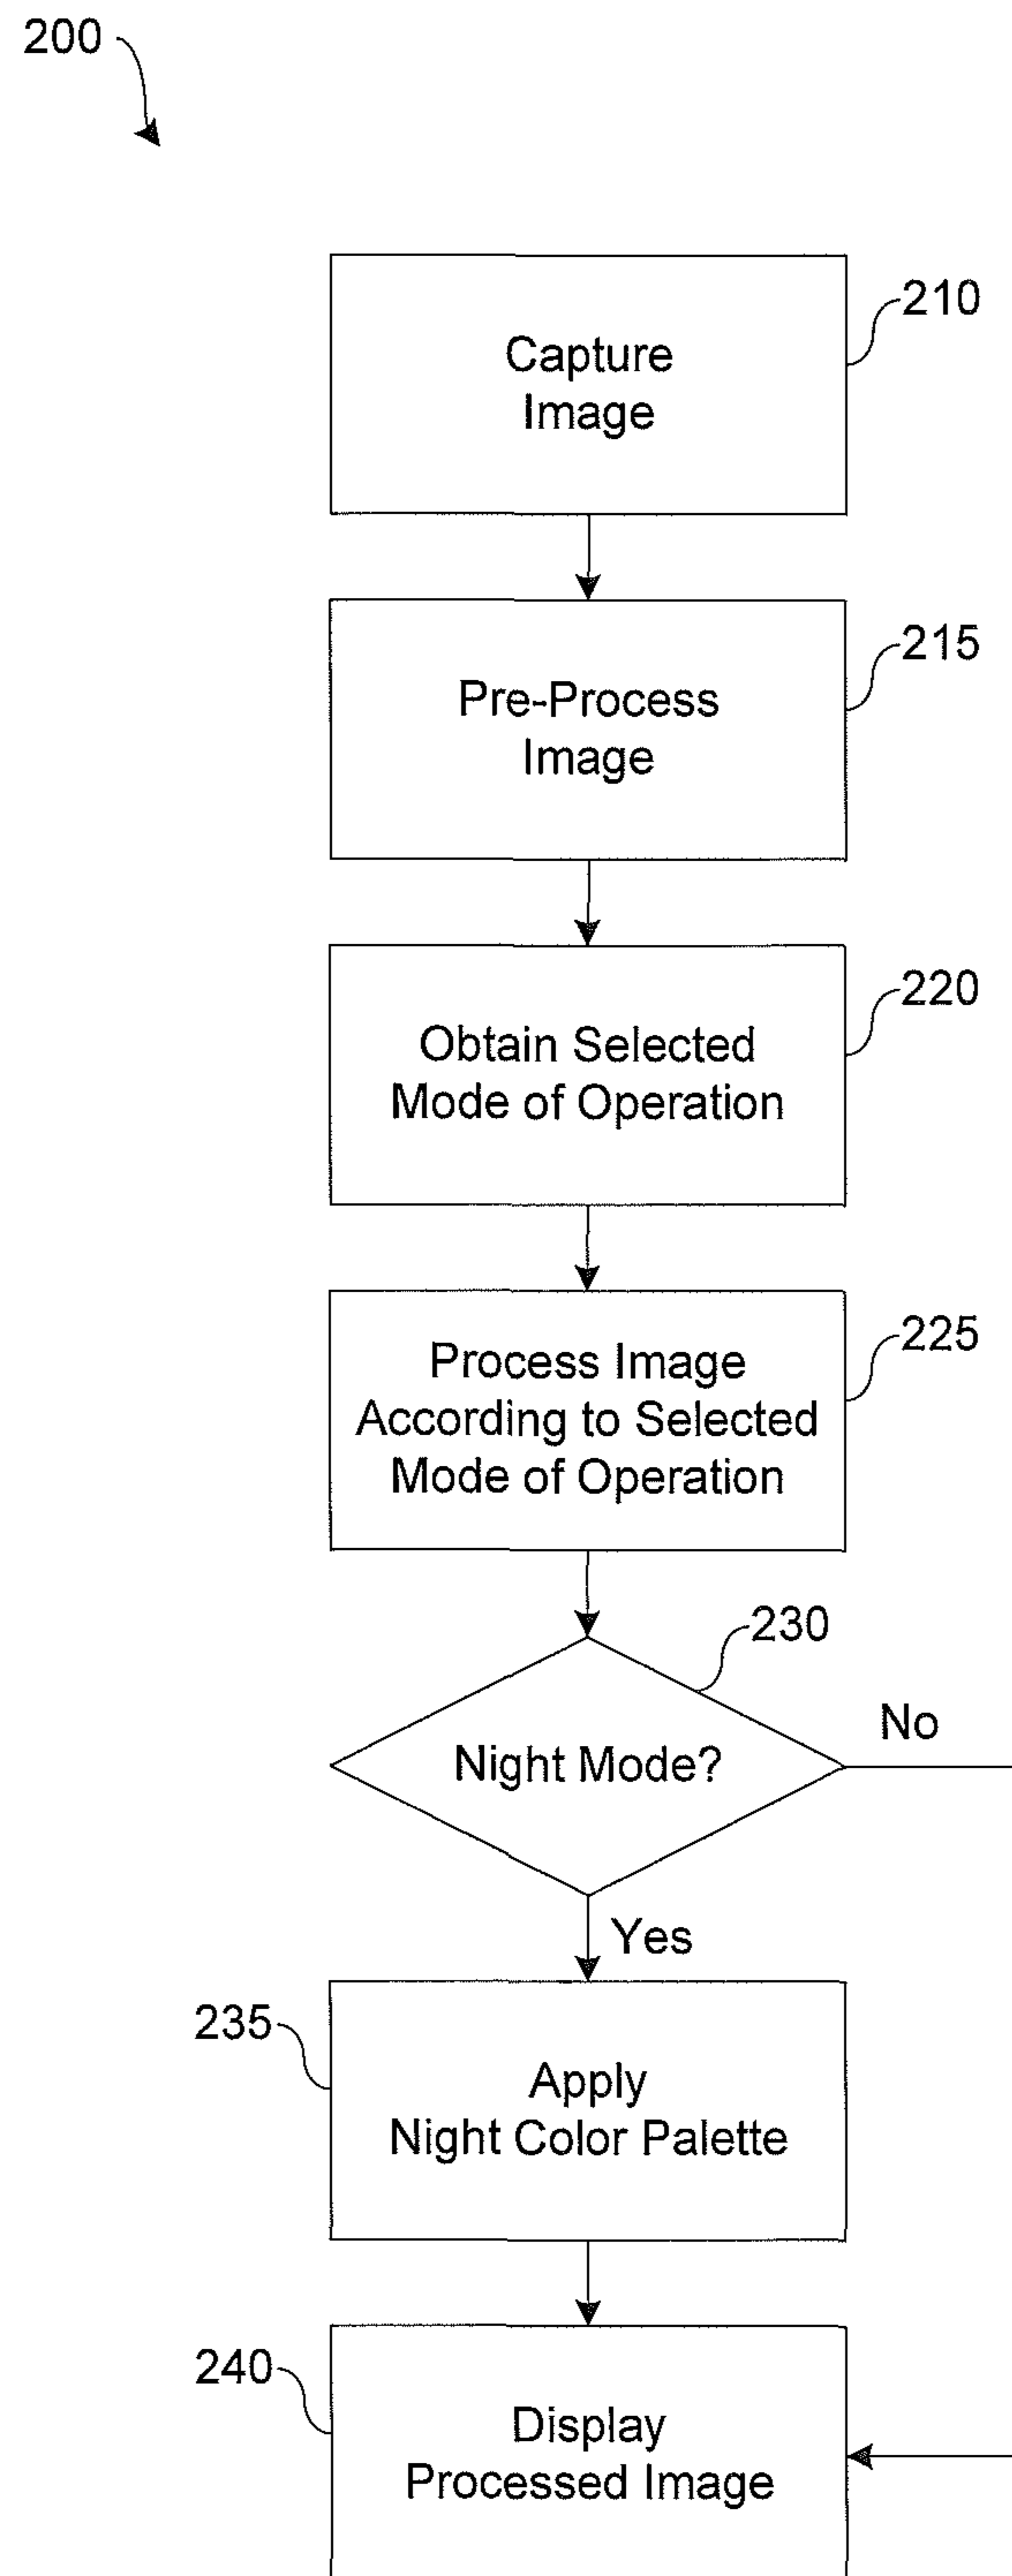 200
Capture
Image
210
Pre-Process
Image
215
Obtain Selected
Mode of Operation
220
Process Image
According to Selected
Mode of Operation
225
230
Night Mode?
No
Yes
235
Apply
Night Color Palette
240
Display
Processed Image